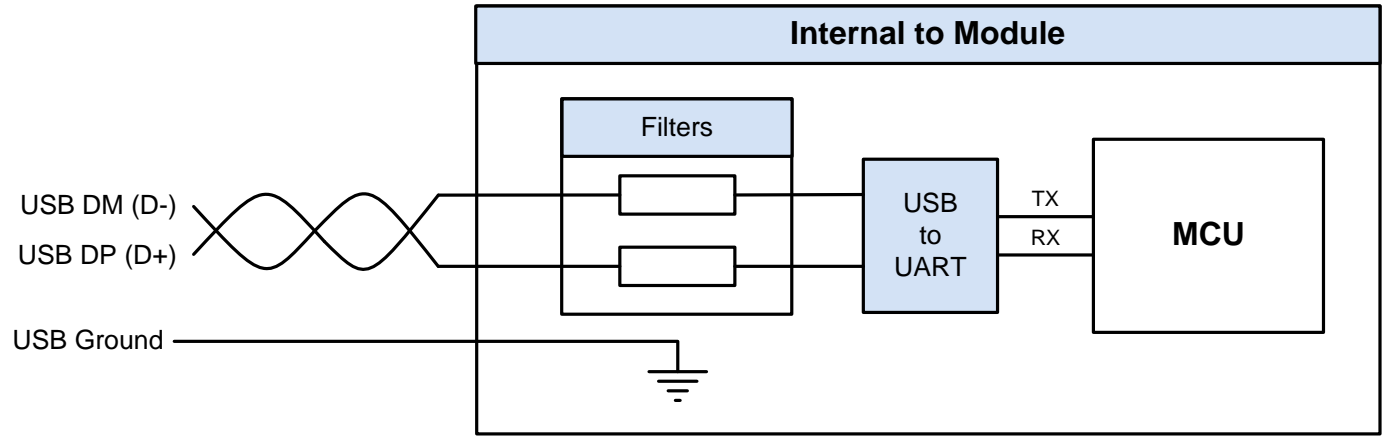 Internal to Module
Filters
USB DM (D-)
USB DP (D+)
USB Ground
USB
to
UART
TX
RX
MCU